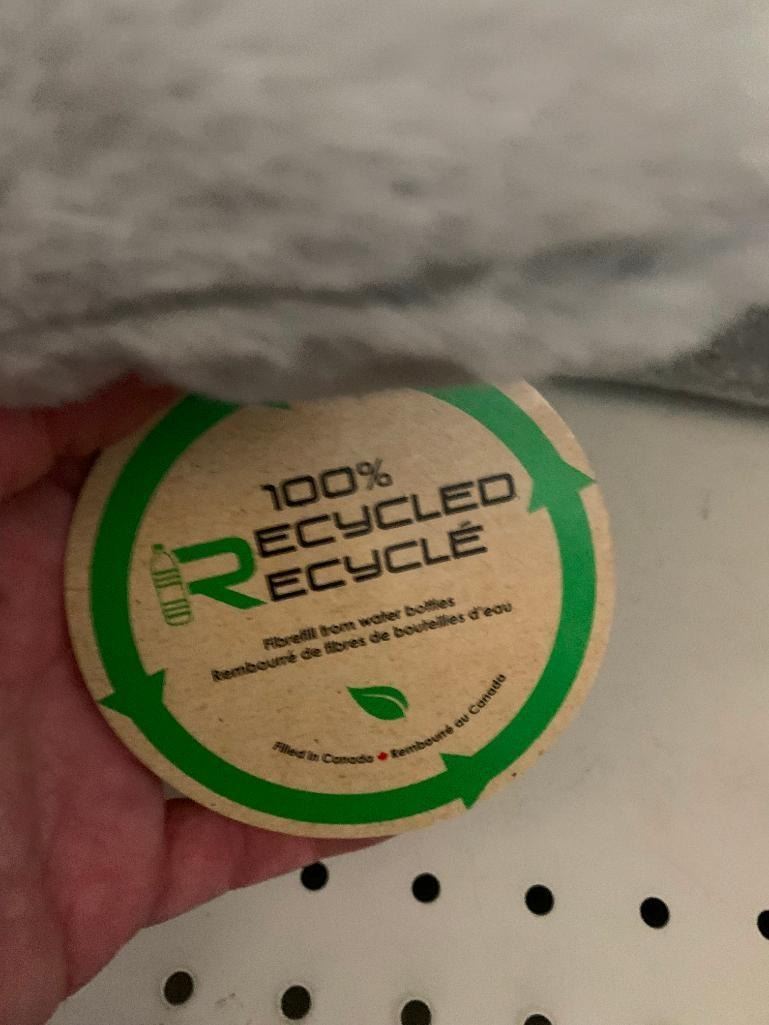 100%
RECYCLED
RECYCLÉ
Fibrefill from water bottles
Rembourré de fibres de bouteilles d'eau
Filled in Canada Rembourré au Canada